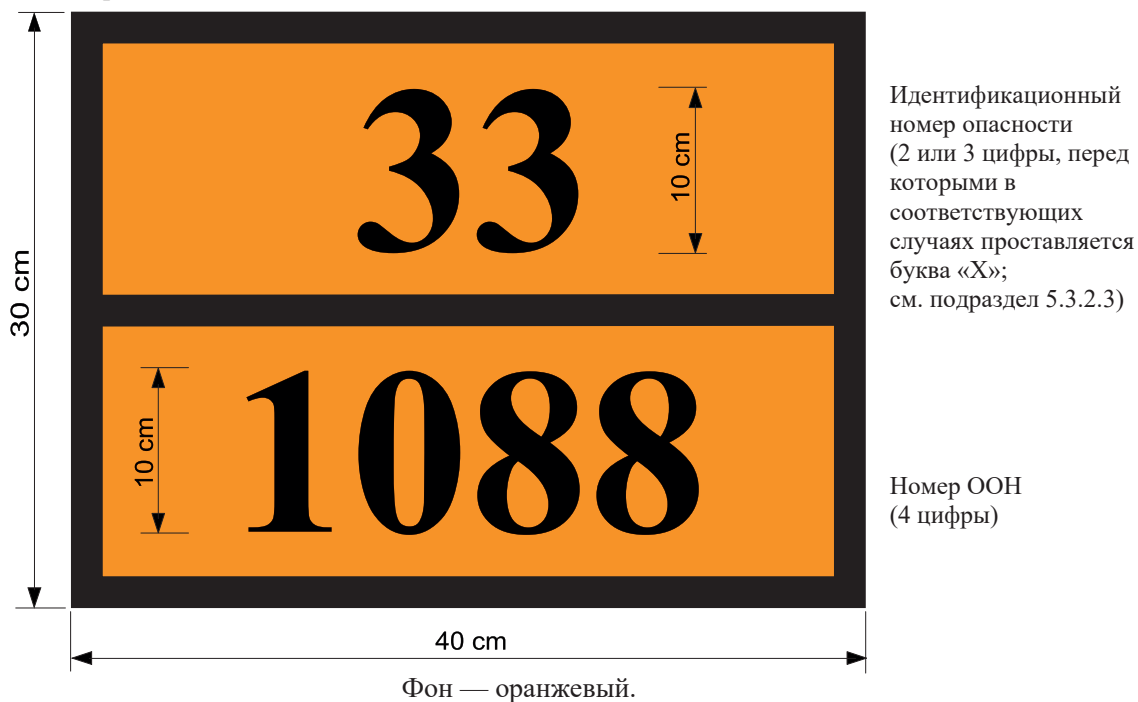 33
10 cm
Идентификационный
номер опасности
(2 или 3 цифры, перед
которыми в
соответствующих
случаях проставляется
буква «X»;
см. подраздел 5.3.2.3)
30 cm
1088
10 cm
Номер ООН
(4 цифры)
40 cm
Фон — оранжевый.